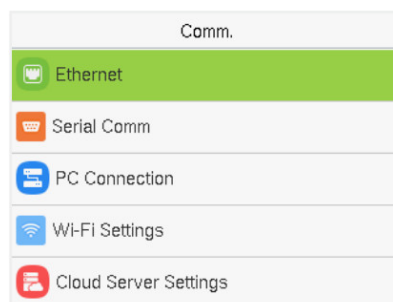 Comm.
Ethernet
Serial Comm
PC Connection
Wi-Fi Settings
Cloud Server Settings